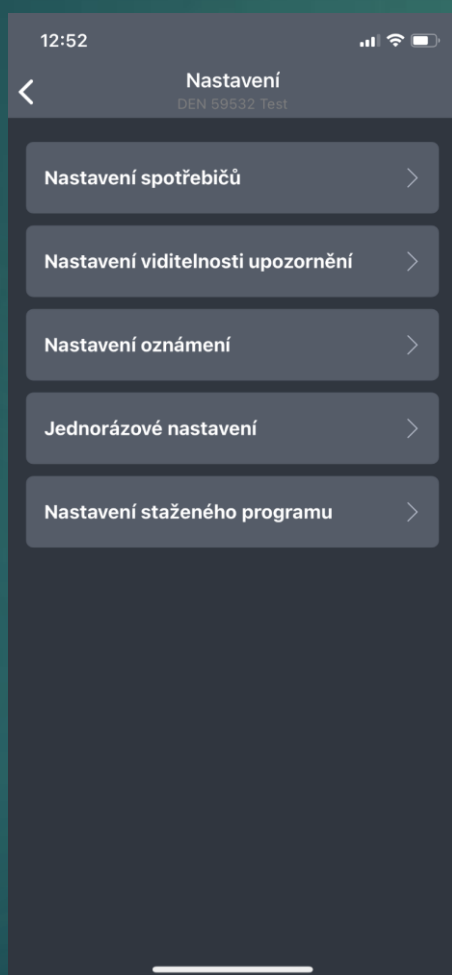 12:52
Nastavení
DEN 59532 Test
Nastavení spotřebičů
Nastavení viditelnosti upozornění
Nastavení oznámení
Jednorázové nastavení
Nastavení staženého programu